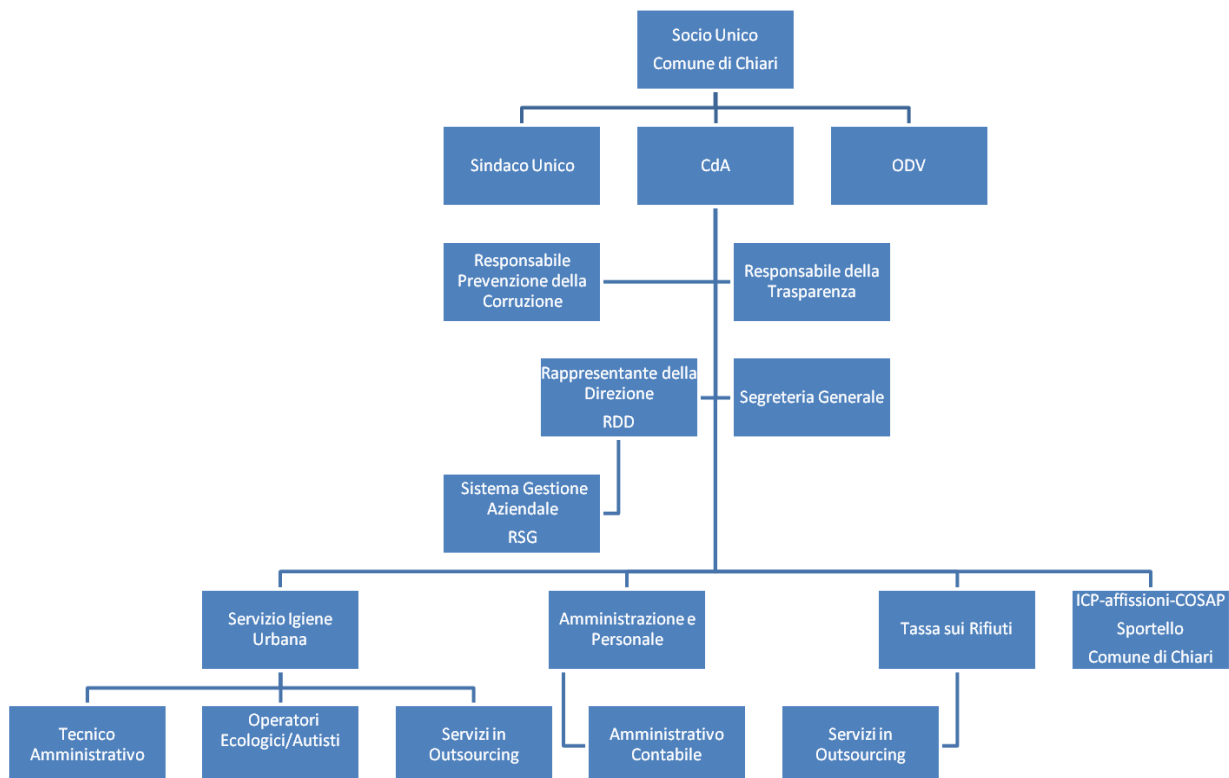 Socio Unico
Comune di Chiari
Sindaco Unico
CdA
ODV
Responsabile
Prevenzione della
Corruzione
Responsabile della
Trasparenza
Rappresentante della
Direzione
RDD
Segreteria Generale
Sistema Gestione
Aziendale
RSG
Servizio Igiene
Urbana
Amministrazione e
Personale
Tassa sui Rifiuti
ICP-affissioni-COSAP
Sportello
Comune di Chiari
Tecnico
Amministrativo
Operatori
Ecologici/Autisti
Servizi in
Outsourcing
Amministrativo
Contabile
Servizi in
Outsourcing